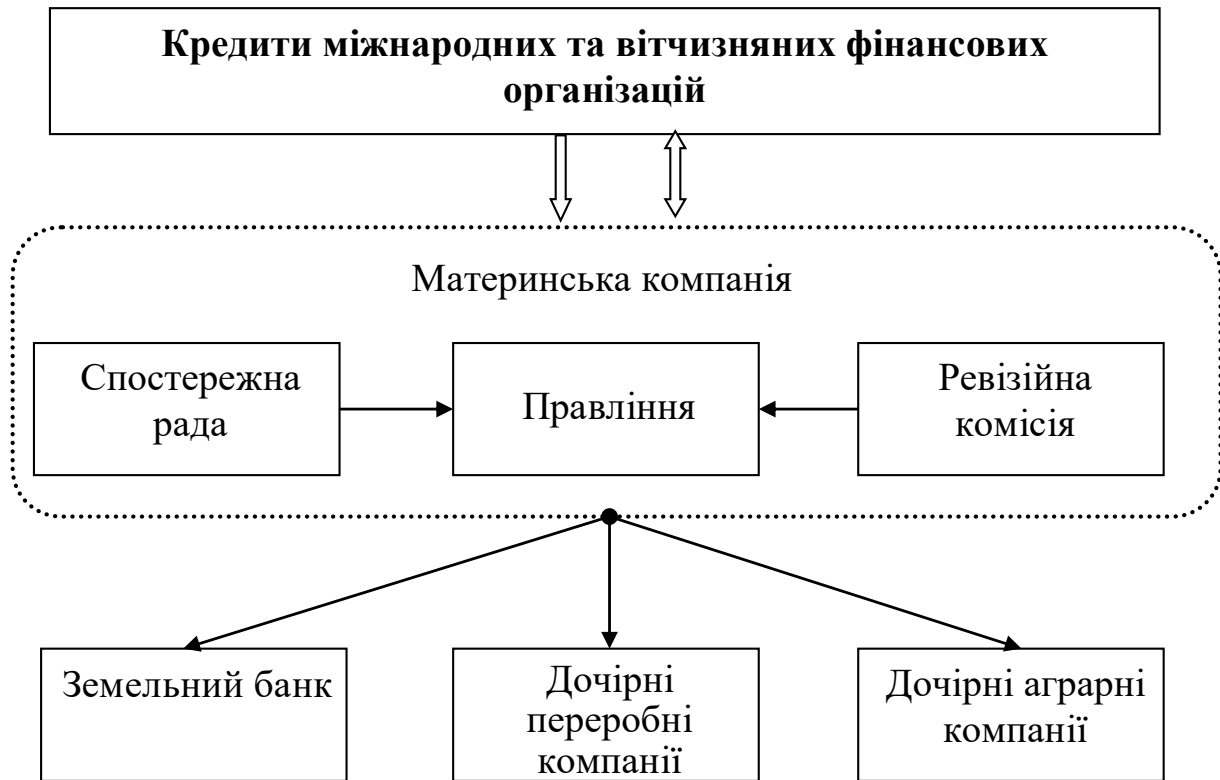 Кредити міжнародних та вітчизняних фінансових
організацій
Материнська компанія
Спостережна
рада
Правління
Ревізійна
комісія
Земельний банк
Дочірні
переробні
компанії
Дочірні аграрні
компанії